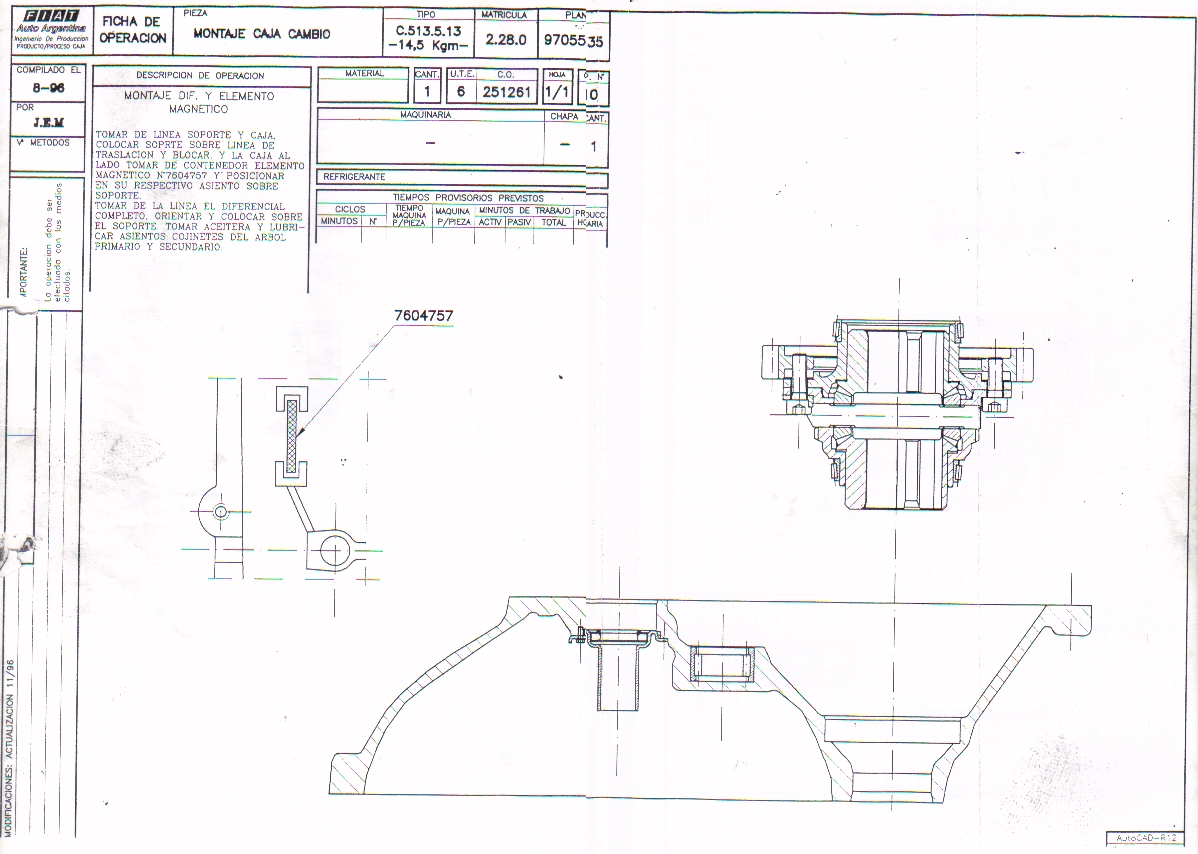 FIAT
Auto Argentina
Ingenieria De Produccion
PRODUCTO/PROCESO CAJA
FICHA DE
OPERACION
PIEZA
MONTAJE CAJA CAMBIO
TIPO
C.513.5.13
-14,5 Kgm-
MATRICULA
2.28.0
PLAN
9705535
COMPILADO EL
8-96
POR
J.E.M
Vº METODOS
DESCRIPCION DE OPERACION
MONTAJE DIF. Y ELEMENTO
MAGNETICO
TOMAR DE LINEA SOPORTE Y CAJA.
COLOCAR SOPRTE SOBRE LINEA DE
TRASLACION Y BLOCAR. Y LA CAJA AL
LADO TOMAR DE CONTENEDOR ELEMENTO
MAGNETICO Nº7604757 Y POSICIONAR
EN SU RESPECTIVO ASIENTO SOBRE
SOPORTE.
TOMAR DE LA LINEA EL DIFERENCIAL
COMPLETO, ORIENTAR Y COLOCAR SOBRE
EL SOPORTE. TOMAR ACEITERA Y LUBRI-
CAR ASIENTOS COJINETES DEL ARBOL
PRIMARIO Y SECUNDARIO.
MATERIAL
CANT.
1
U.T.E.
6
C.O.
251261
HOJA
1/1
. Nº
10
MAQUINARIA
-
CHAPA
-
CANT.
1
REFRIGERANTE
TIEMPOS PROVISORIOS PREVISTOS
CICLOS
MINUTOS Nº
TIEMPO
MAQUINA
P/PIEZA
MAQUINA
P/PIEZA
MINUTOS DE TRABAJO
ACTIV PASIV TOTAL
PRODUCC.
HORARIA
MPORTANTE:
La operacion debe ser
efectuada con los medios
citados.
7604757
MODIFICACIONES: ACTUALIZACION 11/96
AutoCAD-R12